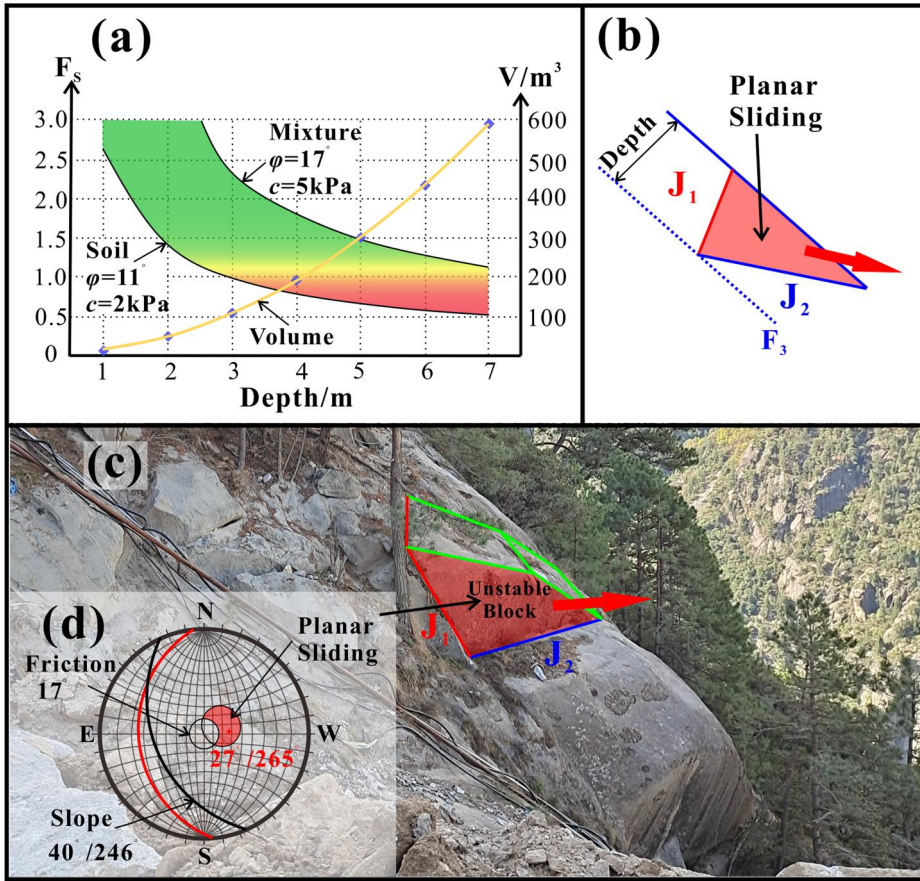 (a)
F_S
V/m³
3.0
2.5
2.0
1.5
1.0
0.5
0
600
500
400
300
200
100
Mixture
φ=17°
c=5kPa
Soil
φ=11°
c=2kPa
Volume
1 2 3 4 5 6 7
Depth/m
(b)
Planar
Sliding
Depth
J₁
J₂
F₃
(c)
Unstable
Block
J₁
J₂
(d)
Planar
Sliding
N
Friction
17°
E
W
27°/265°
Slope
40°/246
S